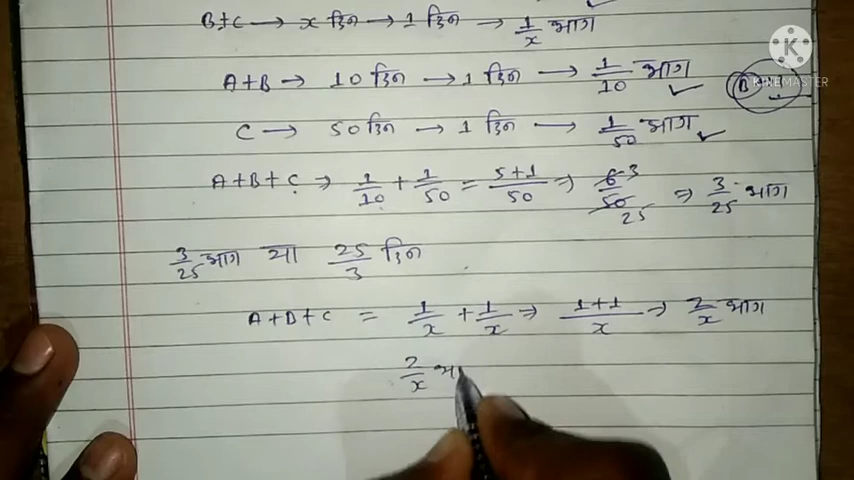 B+C → x दिन → 1 दिन → 1/x भाग
A+B → 10 दिन → 1 दिन → 1/10 भाग ✓
B
KINEMASTER
C → 50 दिन → 1 दिन → 1/50 भाग ✓
A+B+C ⇒ 1/10 + 1/50 = 5+1/50 ⇒ 6/50 3/25 ⇒ 3/25 भाग
3/25 भाग या 25/3 दिन
A+B+C = 1/x + 1/x ⇒ 1+1/x ⇒ 2/x भाग
2/x भ